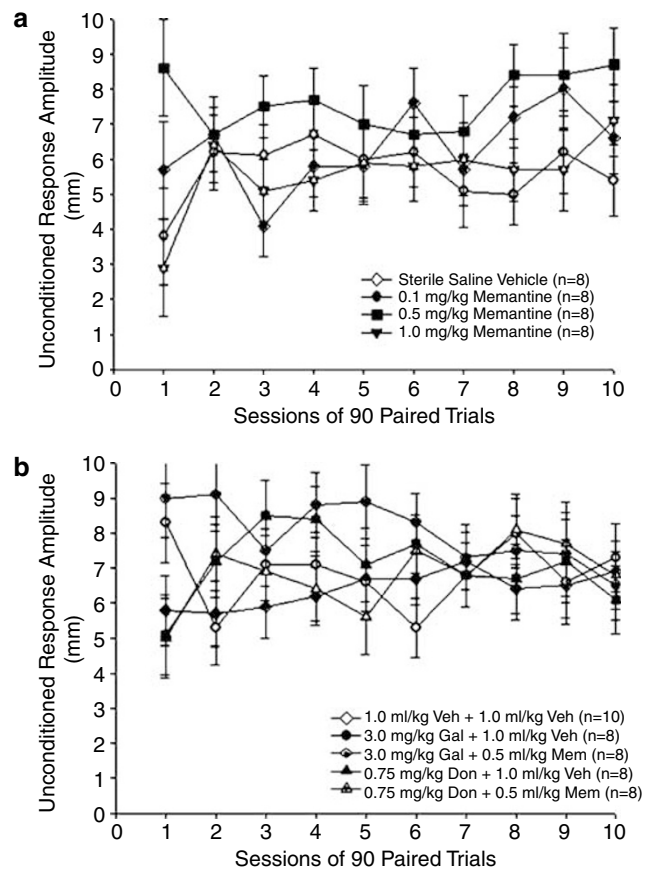 a
Unconditioned Response Amplitude
(mm)
10
9
8
7
6
5
4
3
2
1
0
Sterile Saline Vehicle (n=8)
0.1 mg/kg Memantine (n=8)
0.5 mg/kg Memantine (n=8)
1.0 mg/kg Memantine (n=8)
0 1 2 3 4 5 6 7 8 9 10
Sessions of 90 Paired Trials
b
Unconditioned Response Amplitude
(mm)
10
9
8
7
6
5
4
3
2
1
0
1.0 ml/kg Veh + 1.0 ml/kg Veh (n=10)
3.0 mg/kg Gal + 1.0 ml/kg Veh (n=8)
3.0 mg/kg Gal + 0.5 ml/kg Mem (n=8)
0.75 mg/kg Don + 1.0 ml/kg Veh (n=8)
0.75 mg/kg Don + 0.5 ml/kg Mem (n=8)
0 1 2 3 4 5 6 7 8 9 10
Sessions of 90 Paired Trials